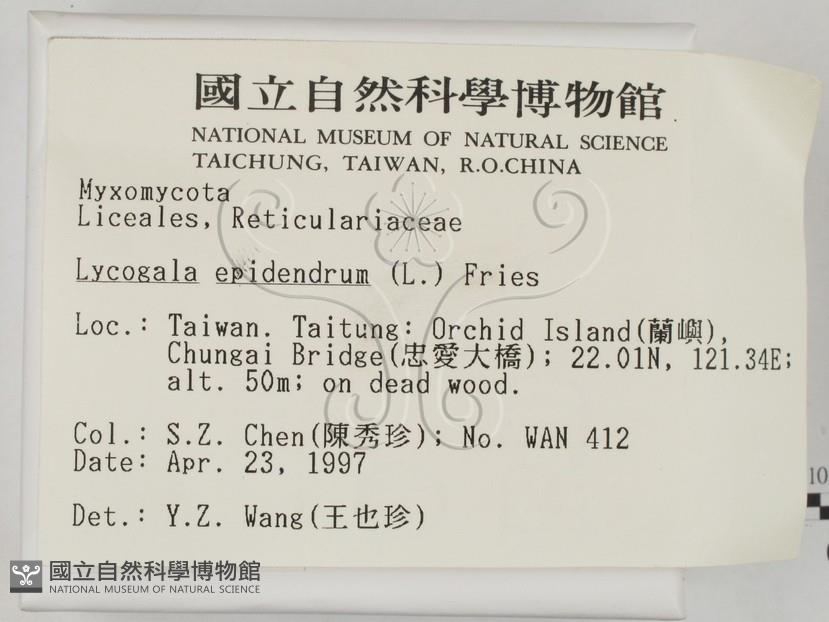 國立自然科學博物館
NATIONAL MUSEUM OF NATURAL SCIENCE
TAICHUNG, TAIWAN, R.O.CHINA
Myxomycota
Liceales, Reticulariaceae
Lycogala epidendrum (L.) Fries
Loc.: Taiwan. Taitung: Orchid Island(蘭嶼),
Chungai Bridge(忠愛大橋); 22.01N, 121.34E;
alt. 50m; on dead wood.
Col.: S.Z. Chen(陳秀珍); No. WAN 412
Date: Apr. 23, 1997
Det.: Y.Z. Wang(王也珍)
10
國立自然科學博物館
NATIONAL MUSEUM OF NATURAL SCIENCE